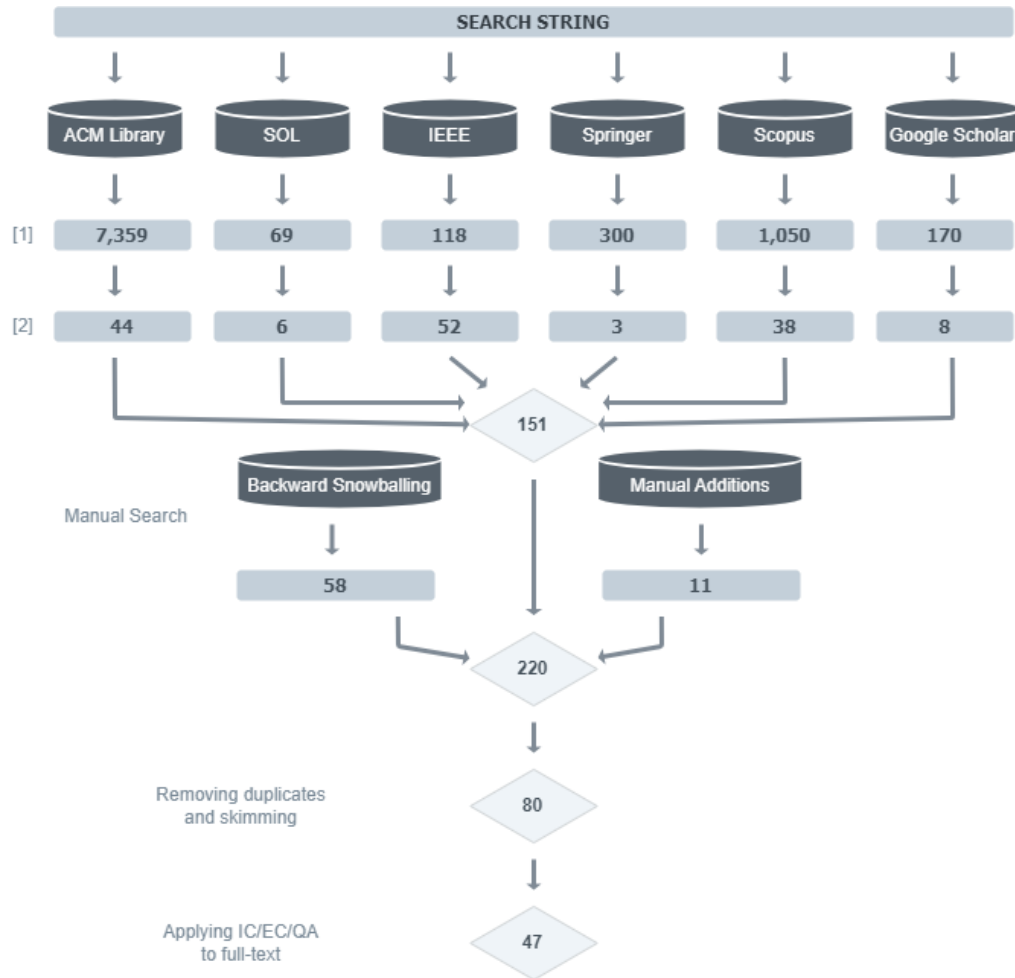 SEARCH STRING
ACM Library
SOL
IEEE
Springer
Scopus
Google Scholar
[1]
7,359
69
118
300
1,050
170
[2]
44
6
52
3
38
8
151
Backward Snowballing
Manual Additions
Manual Search
58
11
220
Removing duplicates
and skimming
80
Applying IC/EC/QA
to full-text
47